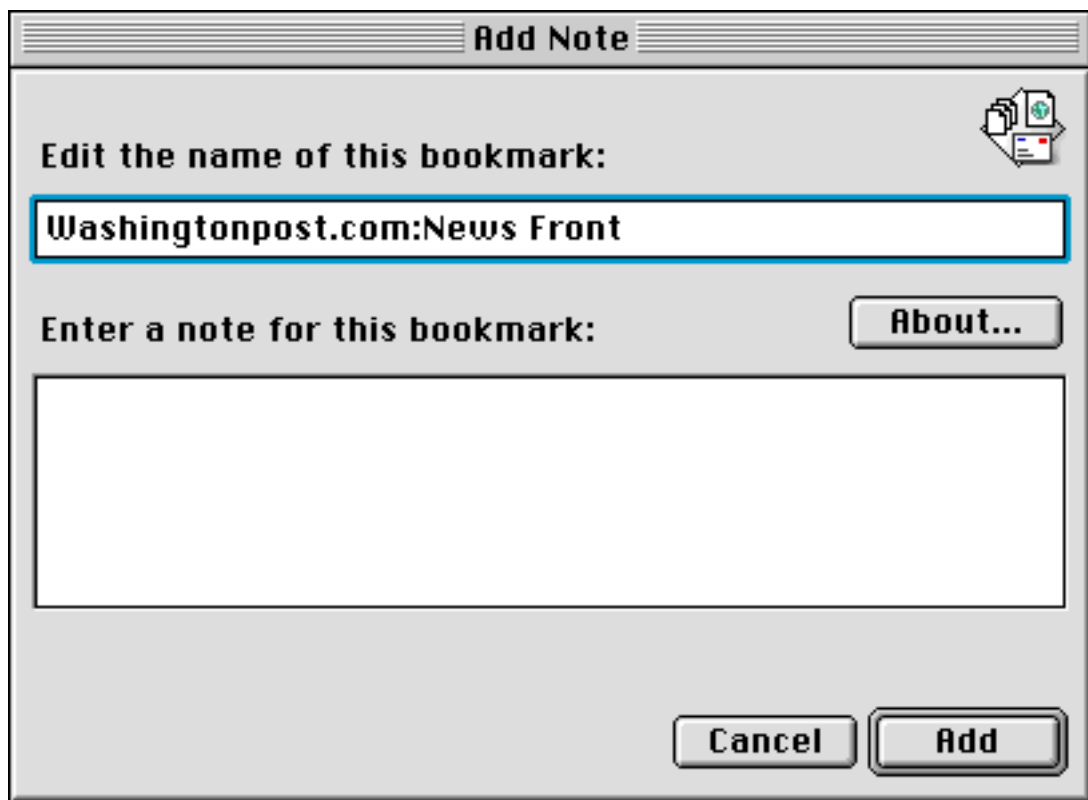 Add Note
Edit the name of this bookmark:
Washingtonpost.com:News Front
Enter a note for this bookmark:
About...
Cancel
Add